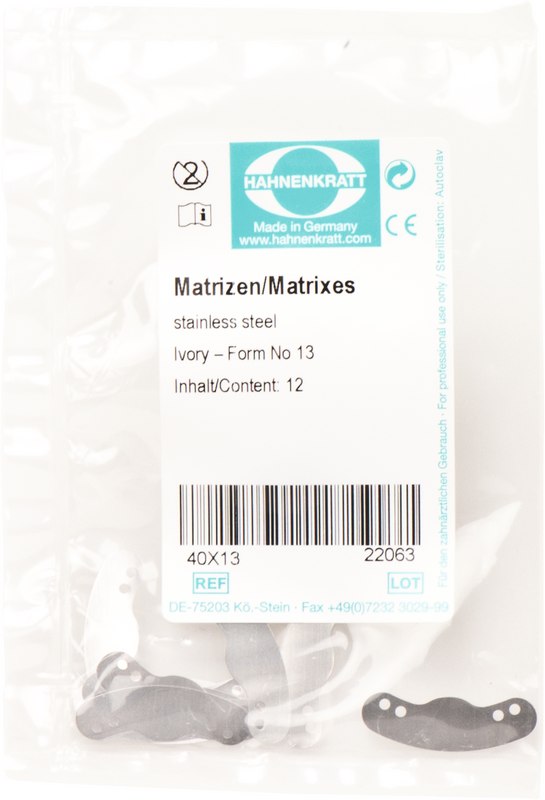 2
i
HAHNENKRATT
Made in Germany
www.hahnenkratt.com
CE
Matrizen/Matrixes
stainless steel
Ivory – Form No 13
Inhalt/Content: 12
40X13 22063
REF LOT
DE-75203 Kö.-Stein · Fax +49(0)7232 3029-99
Für den zahnärztlichen Gebrauch · For professional use only / Sterilisation: Autoclav